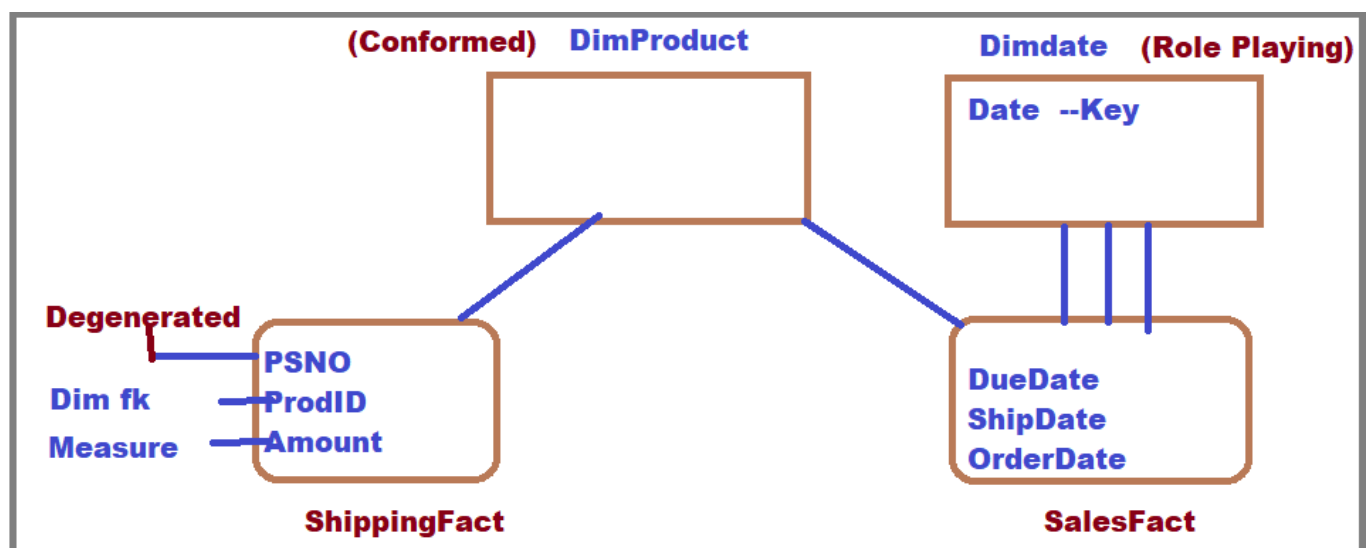 (Conformed) DimProduct
Dimdate (Role Playing)
Date --Key
Degenerated
PSNO
Dim fk ProdID
Measure Amount
ShippingFact
DueDate
ShipDate
OrderDate
SalesFact